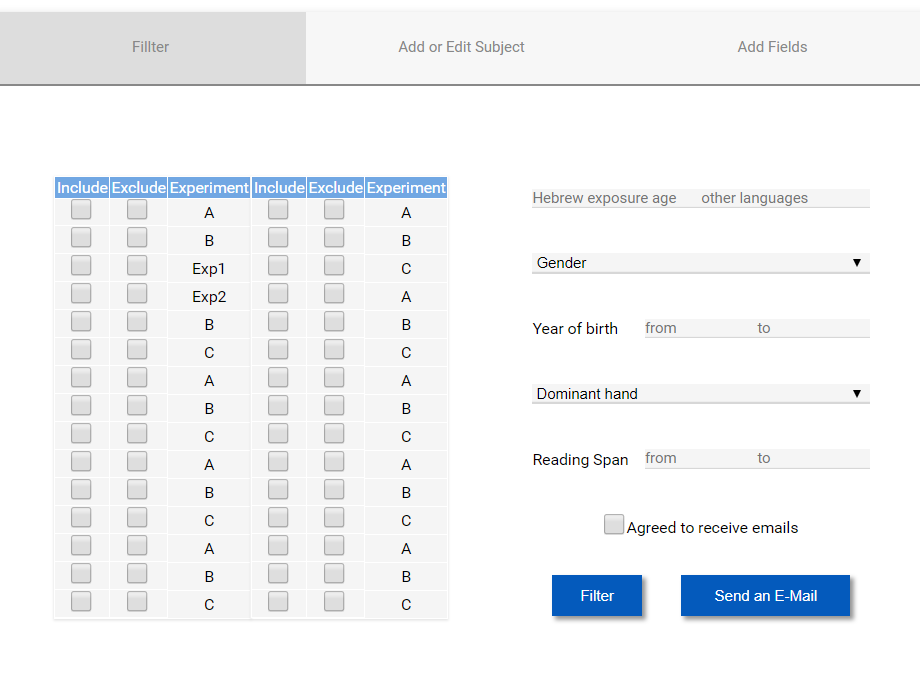 Fillter Add or Edit Subject Add Fields
Include Exclude Experiment Include Exclude Experiment
A A
B B
Exp1 C
Exp2 A
B B
C C
A A
B B
C C
A A
B B
C C
A A
B B
C C
Hebrew exposure age other languages
Gender
Year of birth from to
Dominant hand
Reading Span from to
Agreed to receive emails
Filter Send an E-Mail